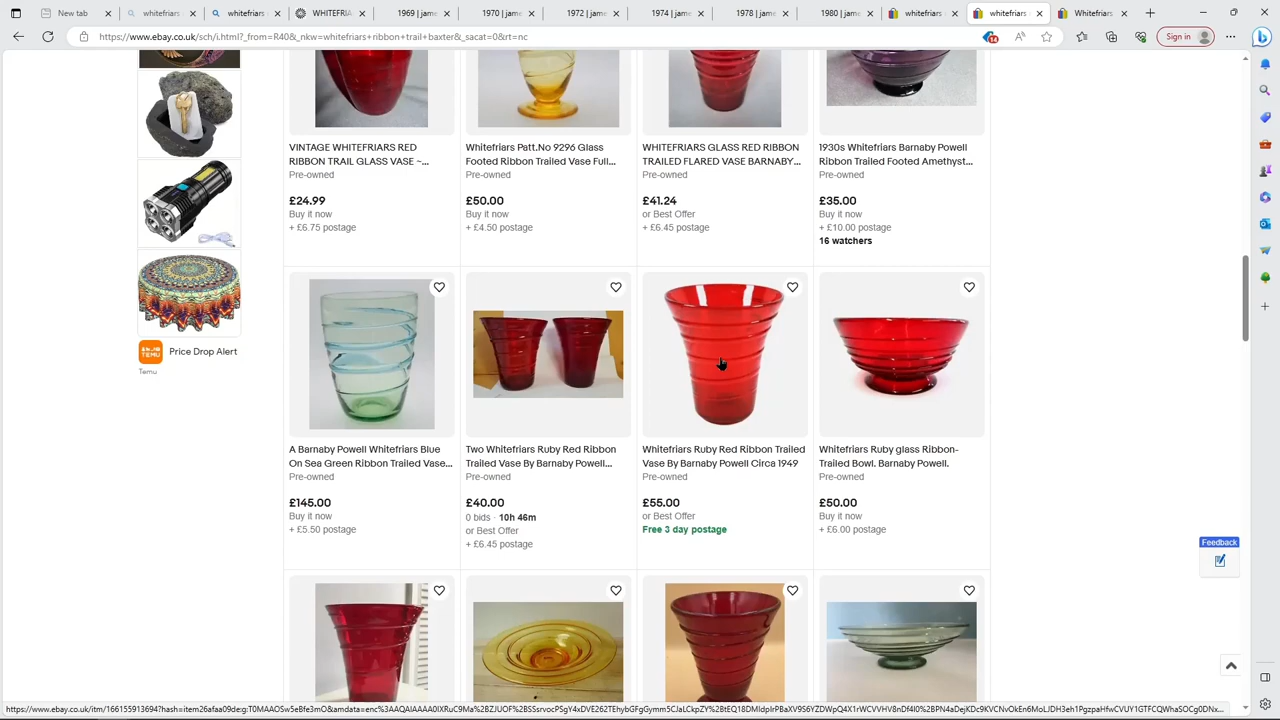 New tab
whitefriars
whitefriars
WHITEFRIA
1969 | jame
1970 | jame
1972 | jame
1974 | jame
1978 | jame
1980 | jame
whitefriars
whitefriars
Whitefriars
https://www.ebay.co.uk/sch/i.html?_from=R40&_nkw=whitefriars+ribbon+trail+baxter&_sacat=0&rt=nc
14
Sign in
VINTAGE WHITEFRIARS RED
RIBBON TRAIL GLASS VASE ~...
Pre-owned
£24.99
Buy it now
+ £6.75 postage
Whitefriars Patt.No 9296 Glass
Footed Ribbon Trailed Vase Full...
Pre-owned
£50.00
Buy it now
+ £4.50 postage
WHITEFRIARS GLASS RED RIBBON
TRAILED FLARED VASE BARNABY...
Pre-owned
£41.24
or Best Offer
+ £6.45 postage
1930s Whitefriars Barnaby Powell
Ribbon Trailed Footed Amethyst...
Pre-owned
£35.00
Buy it now
+ £10.00 postage
16 watchers
TEMU
Price Drop Alert
Temu
A Barnaby Powell Whitefriars Blue
On Sea Green Ribbon Trailed Vase...
Pre-owned
£145.00
Buy it now
+ £5.50 postage
Two Whitefriars Ruby Red Ribbon
Trailed Vase By Barnaby Powell...
Pre-owned
£40.00
0 bids · 10h 46m
or Best Offer
+ £6.45 postage
Whitefriars Ruby Red Ribbon Trailed
Vase By Barnaby Powell Circa 1949
Pre-owned
£55.00
or Best Offer
Free 3 day postage
Whitefriars Ruby glass Ribbon-
Trailed Bowl. Barnaby Powell.
Pre-owned
£50.00
Buy it now
+ £6.00 postage
Feedback